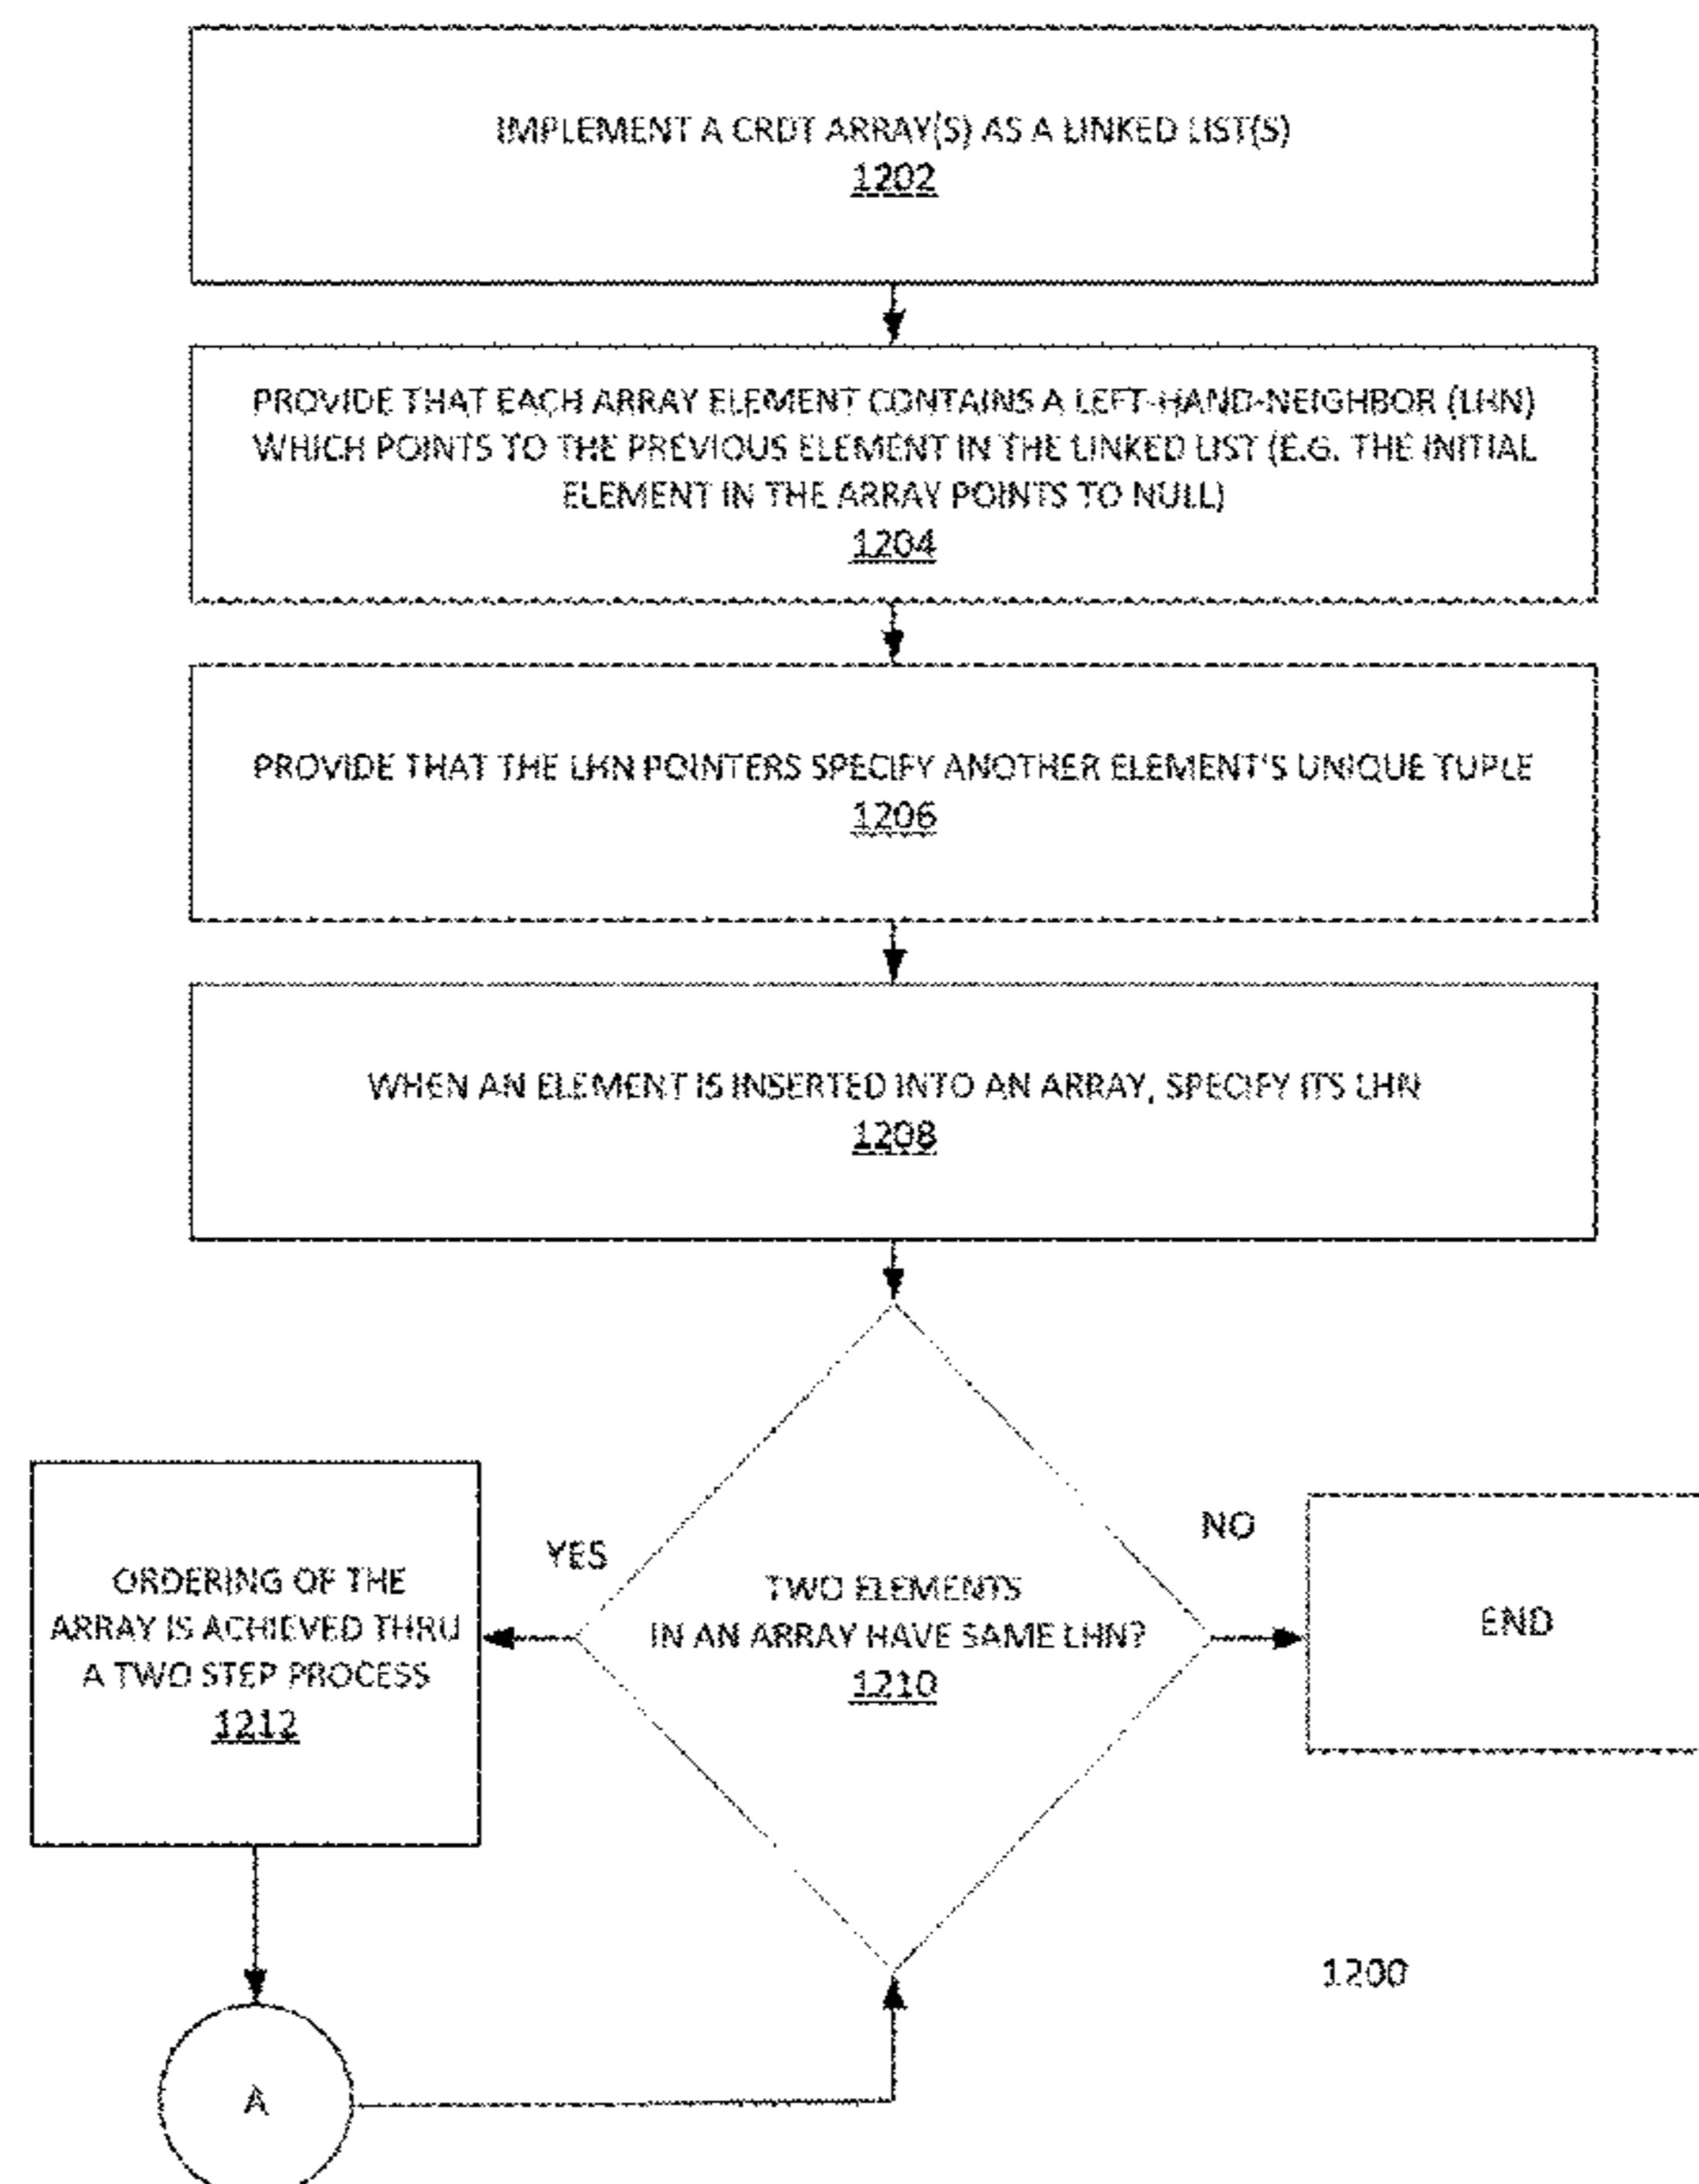 IMPLEMENT A CRDT ARRAY(S) AS A LINKED LIST(S)
1202
PROVIDE THAT EACH ARRAY ELEMENT CONTAINS A LEFT-HAND-NEIGHBOR (LHN)
WHICH POINTS TO THE PREVIOUS ELEMENT IN THE LINKED LIST (E.G. THE INITIAL
ELEMENT IN THE ARRAY POINTS TO NULL)
1204
PROVIDE THAT THE LHN POINTERS SPECIFY ANOTHER ELEMENT'S UNIQUE TUPLE
1206
WHEN AN ELEMENT IS INSERTED INTO AN ARRAY, SPECIFY ITS LHN
1208
YES
NO
ORDERING OF THE
ARRAY IS ACHIEVED THRU
A TWO STEP PROCESS
1212
TWO ELEMENTS
IN AN ARRAY HAVE SAME LHN?
1210
END
1200
A